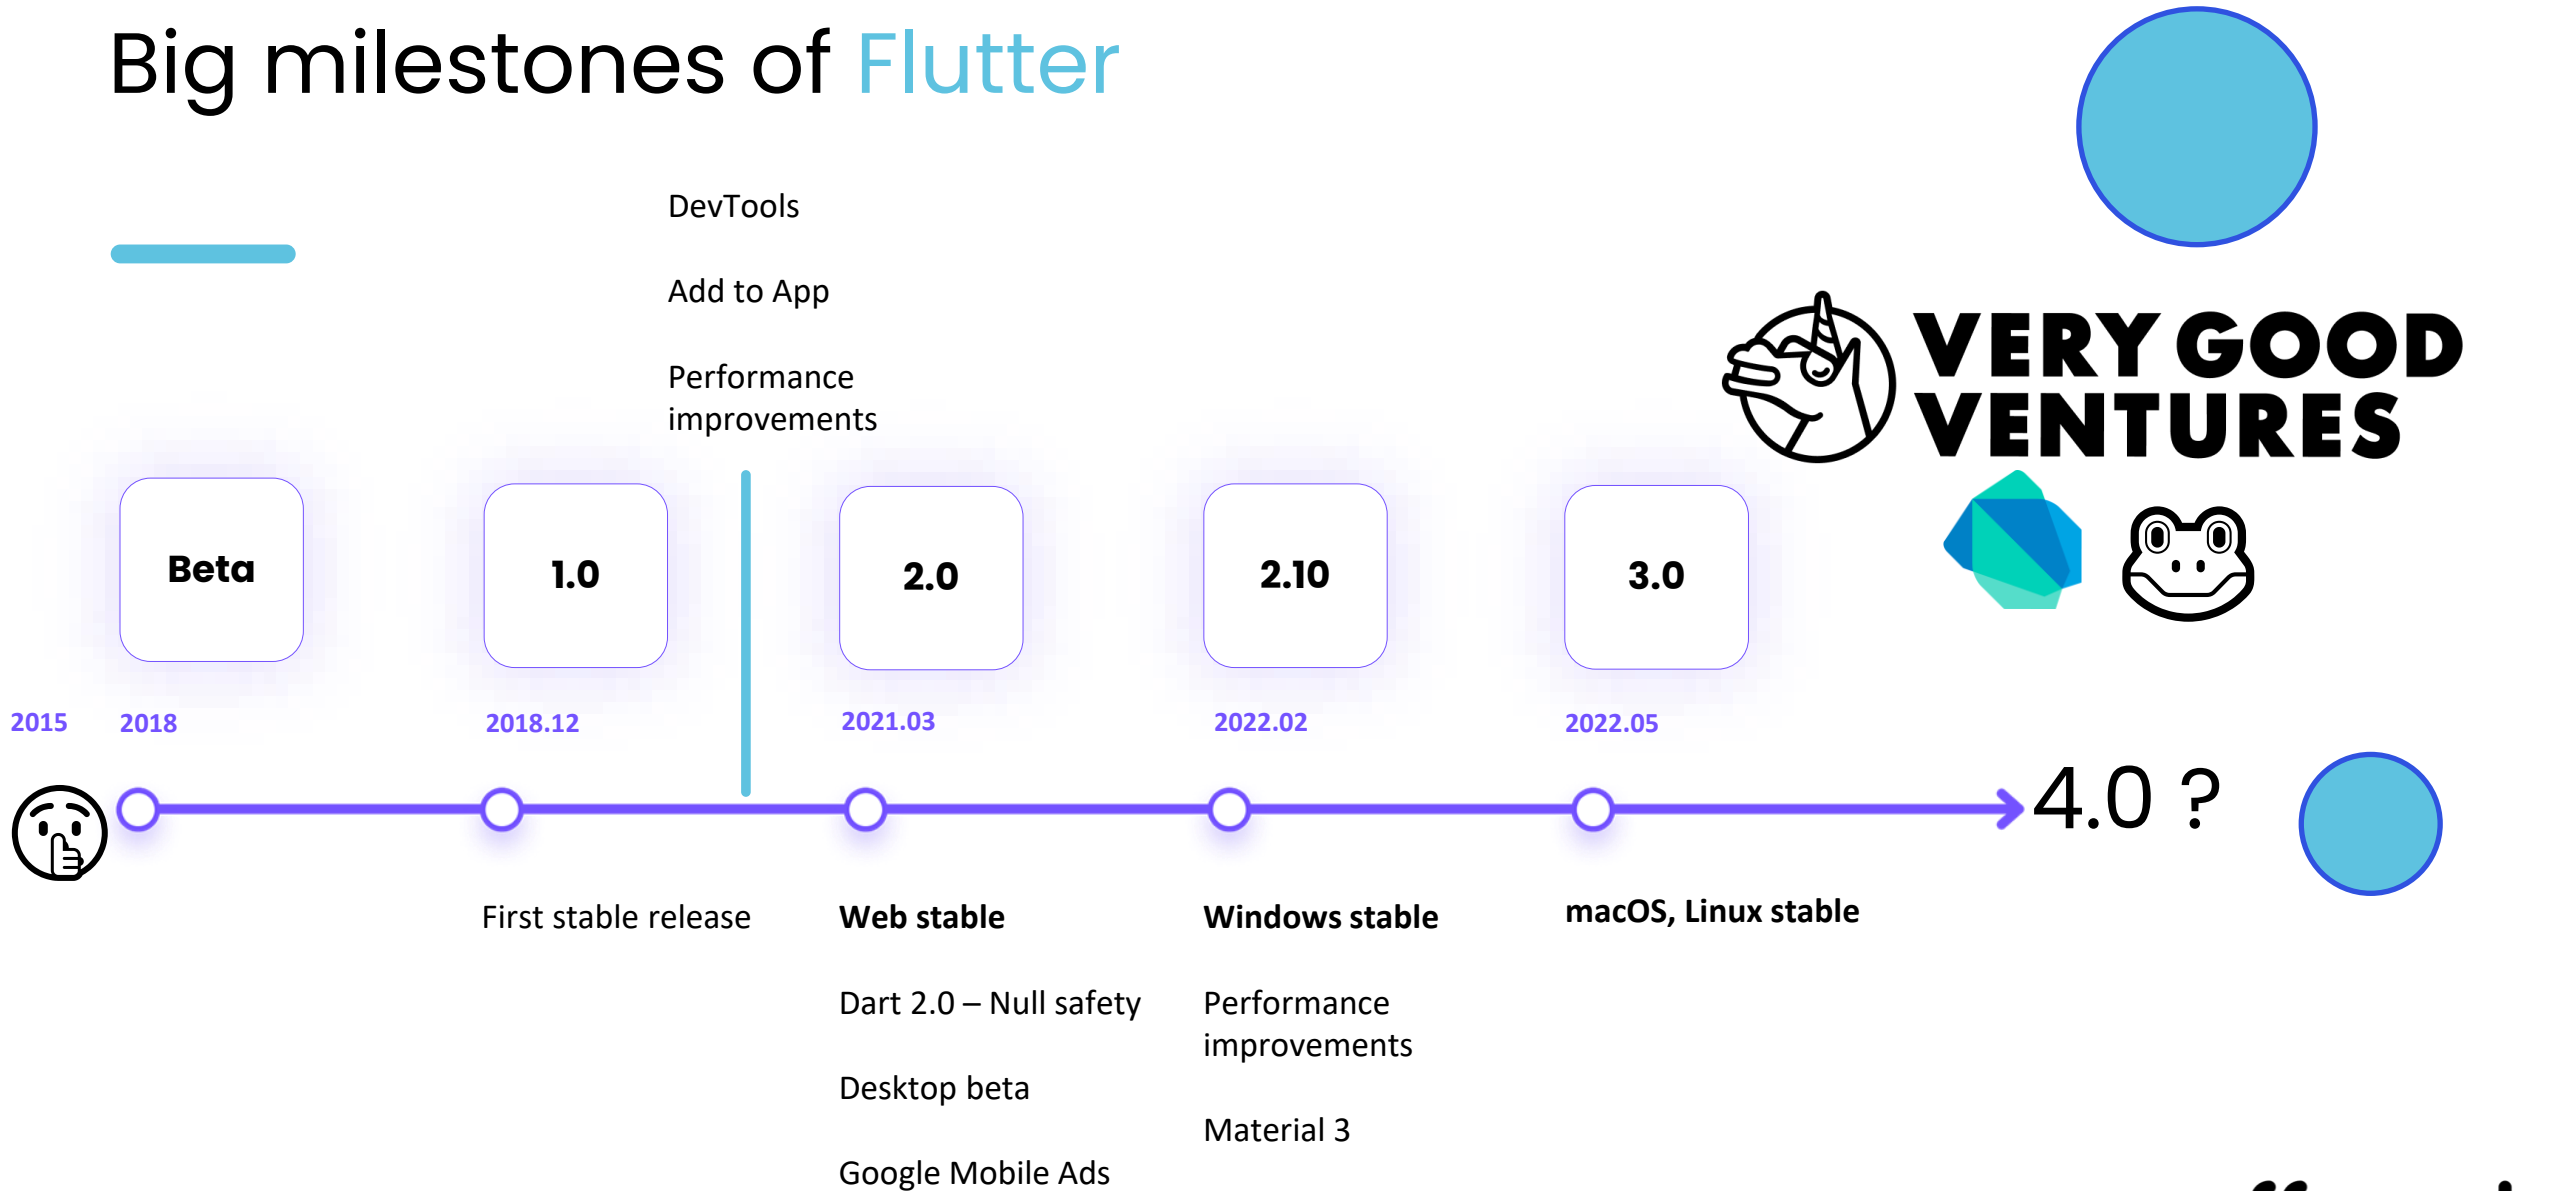 Big milestones of Flutter
DevTools
Add to App
Performance
improvements
VERY GOOD
VENTURES
Beta
1.0
2.0
2.10
3.0
2015
2018
2018.12
2021.03
2022.02
2022.05
4.0 ?
First stable release
Web stable
Dart 2.0 – Null safety
Desktop beta
Google Mobile Ads
Windows stable
Performance
improvements
Material 3
macOS, Linux stable